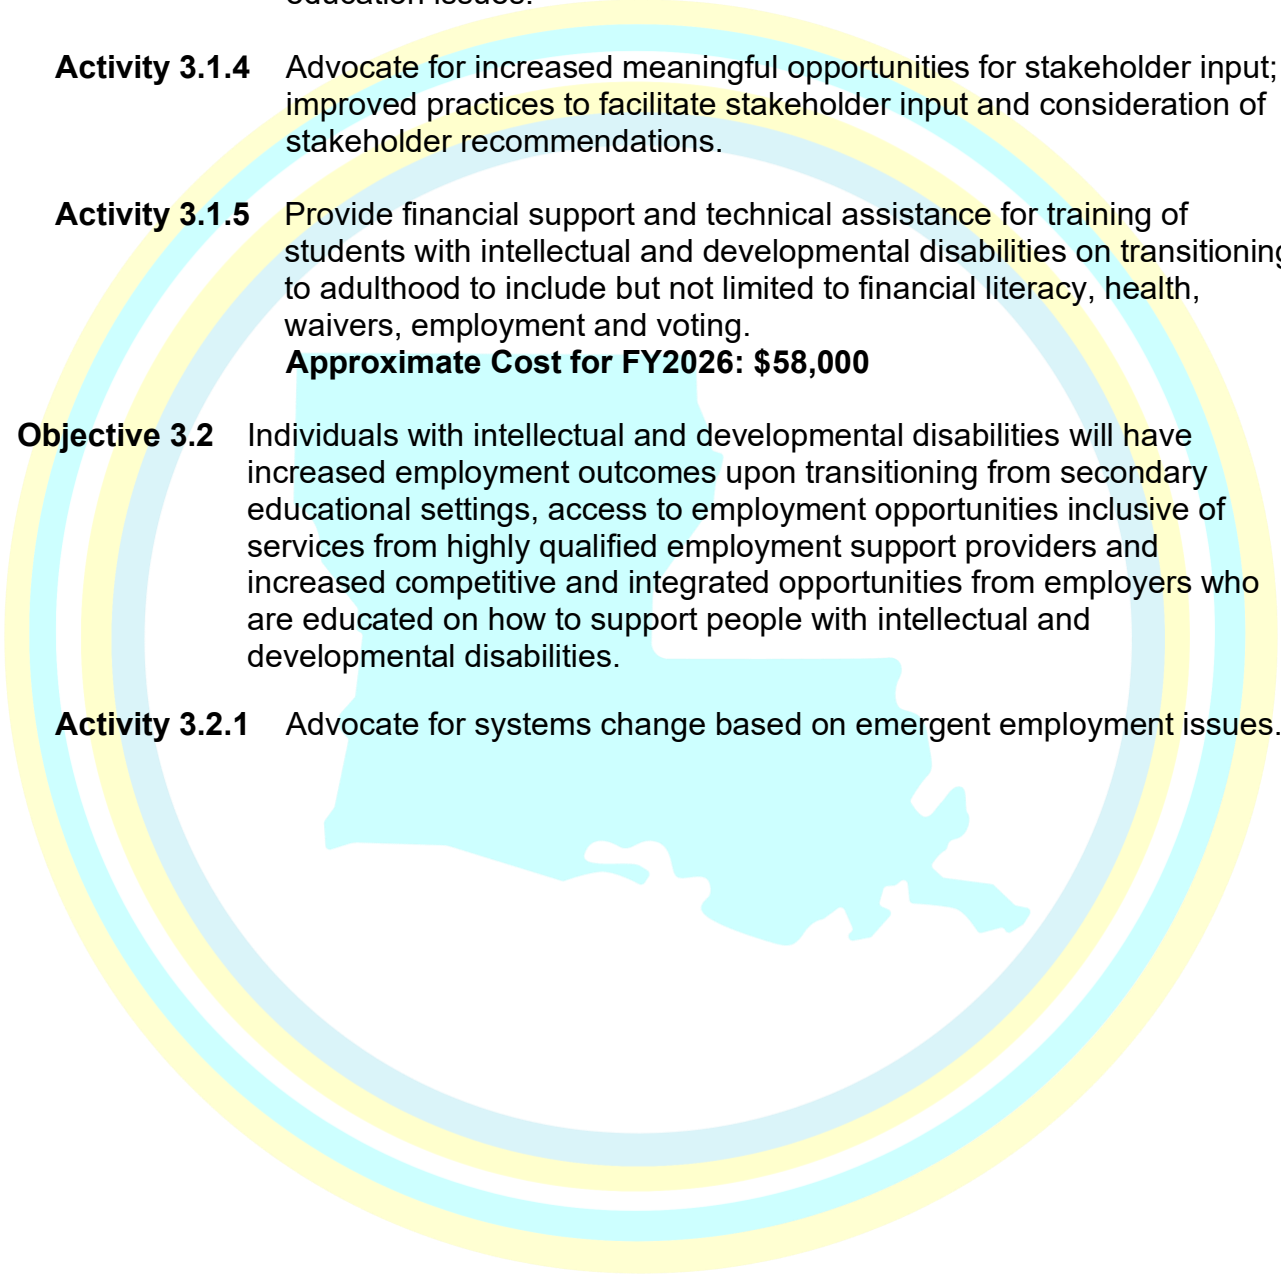 education issues.
Activity 3.1.4 Advocate for increased meaningful opportunities for stakeholder input;
improved practices to facilitate stakeholder input and consideration of
stakeholder recommendations.
Activity 3.1.5 Provide financial support and technical assistance for training of
students with intellectual and developmental disabilities on transitioning
to adulthood to include but not limited to financial literacy, health,
waivers, employment and voting.
Approximate Cost for FY2026: $58,000
Objective 3.2 Individuals with intellectual and developmental disabilities will have
increased employment outcomes upon transitioning from secondary
educational settings, access to employment opportunities inclusive of
services from highly qualified employment support providers and
increased competitive and integrated opportunities from employers who
are educated on how to support people with intellectual and
developmental disabilities.
Activity 3.2.1 Advocate for systems change based on emergent employment issues.